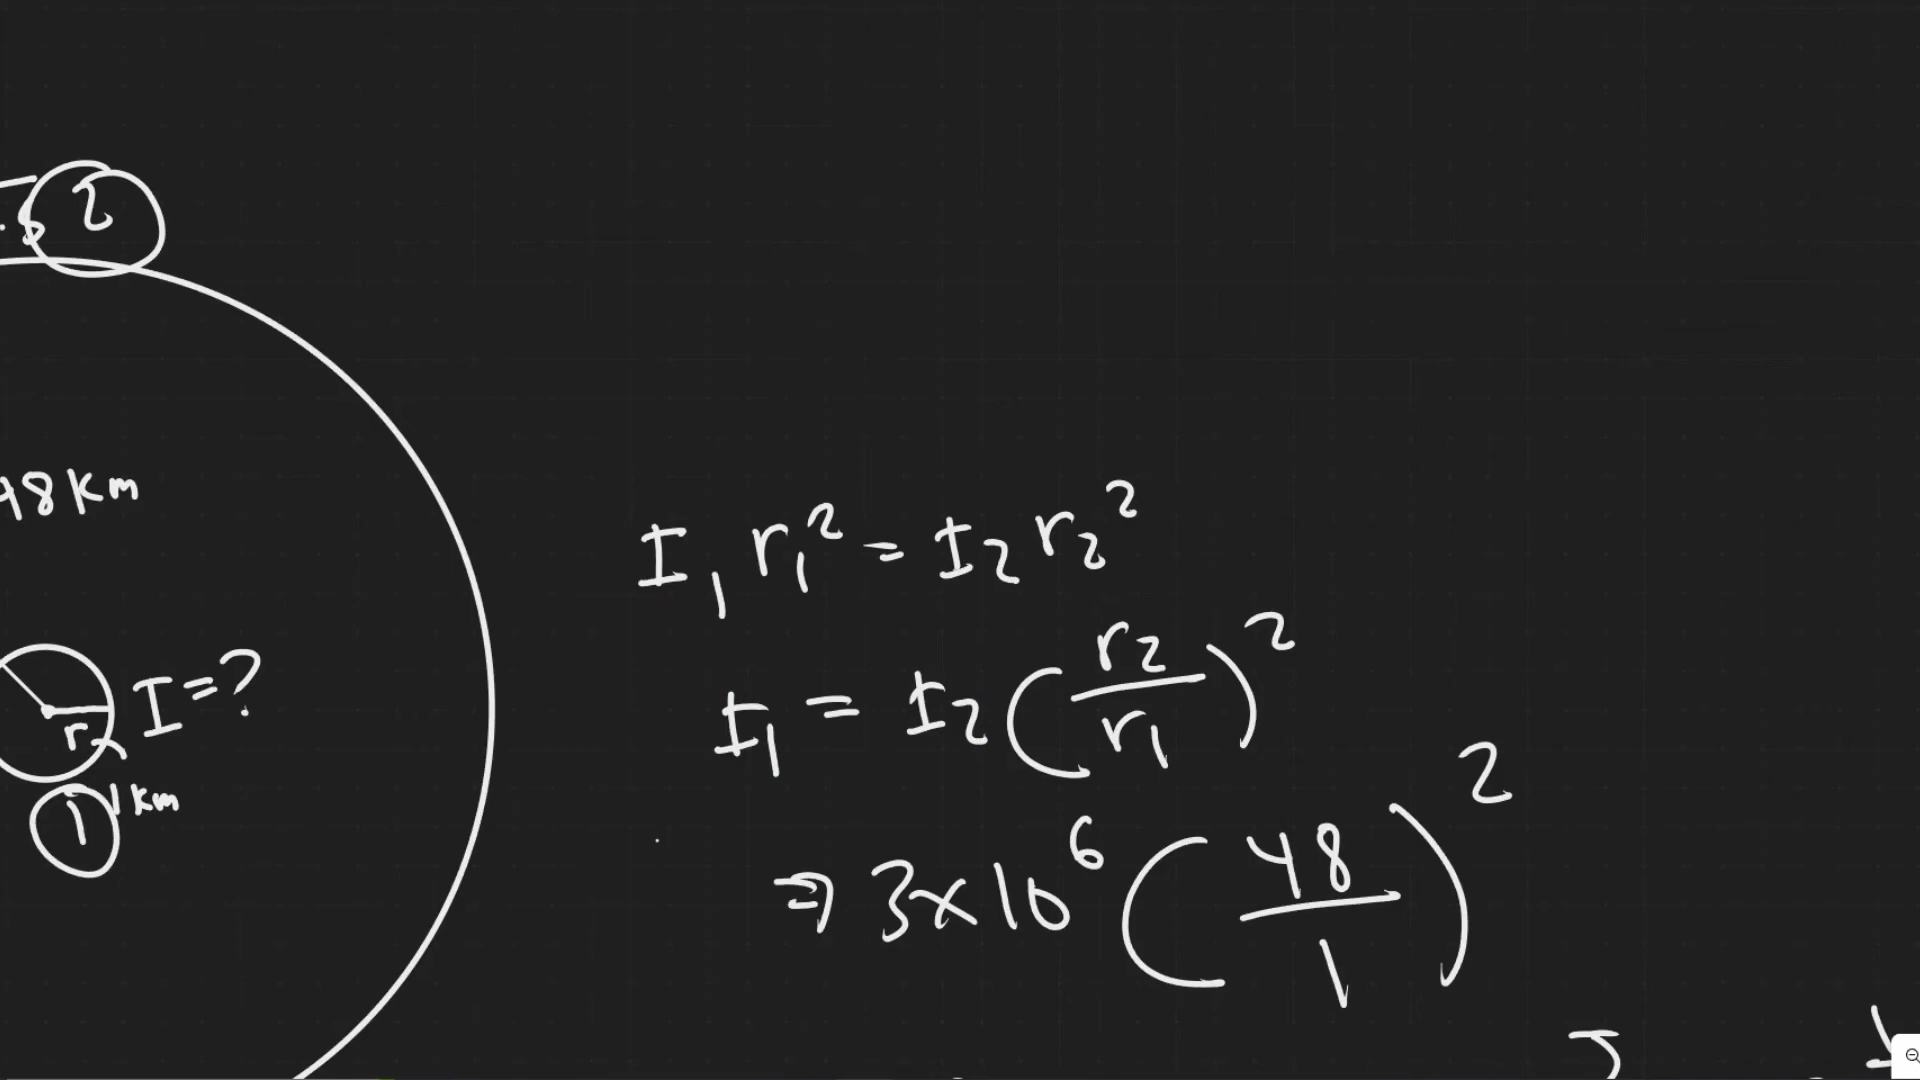 2
48 km
I = ?
r
1 km
1
I₁ r₁² = I₂ r₂²
I₁ = I₂ (r₂/r₁)²
⇒ 3×10⁶ (48/1)²